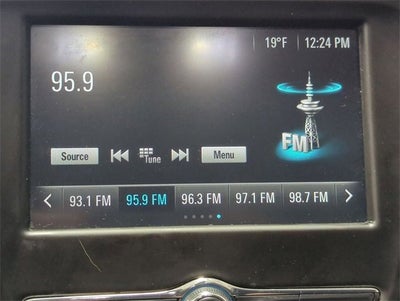 19°F 12:24 PM
95.9
FM
Source Tune Menu
93.1 FM 95.9 FM 96.3 FM 97.1 FM 98.7 FM